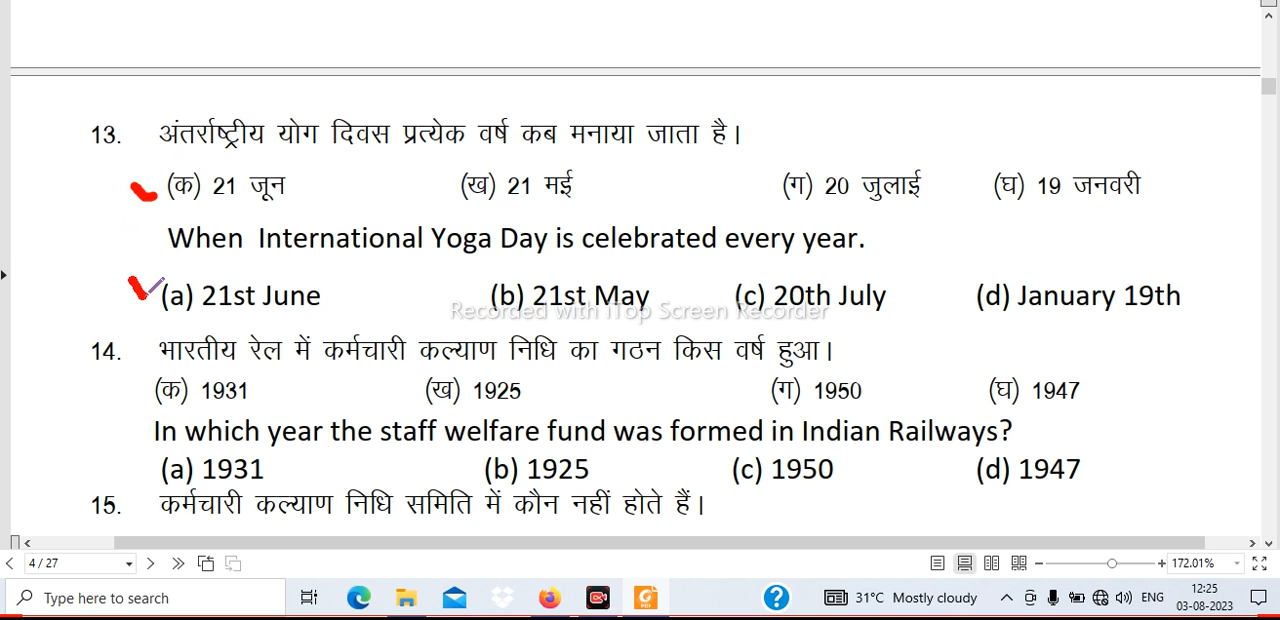 13. अंतर्राष्ट्रीय योग दिवस प्रत्येक वर्ष कब मनाया जाता है।
(क) 21 जून (ख) 21 मई (ग) 20 जुलाई (घ) 19 जनवरी
When International Yoga Day is celebrated every year.
(a) 21st June (b) 21st May (c) 20th July (d) January 19th
Recorded with iTop Screen Recorder
14. भारतीय रेल में कर्मचारी कल्याण निधि का गठन किस वर्ष हुआ।
(क) 1931 (ख) 1925 (ग) 1950 (घ) 1947
In which year the staff welfare fund was formed in Indian Railways?
(a) 1931 (b) 1925 (c) 1950 (d) 1947
15. कर्मचारी कल्याण निधि समिति में कौन नहीं होते हैं।
4 / 27 172.01%
Type here to search 31°C Mostly cloudy ENG 12:25
03-08-2023